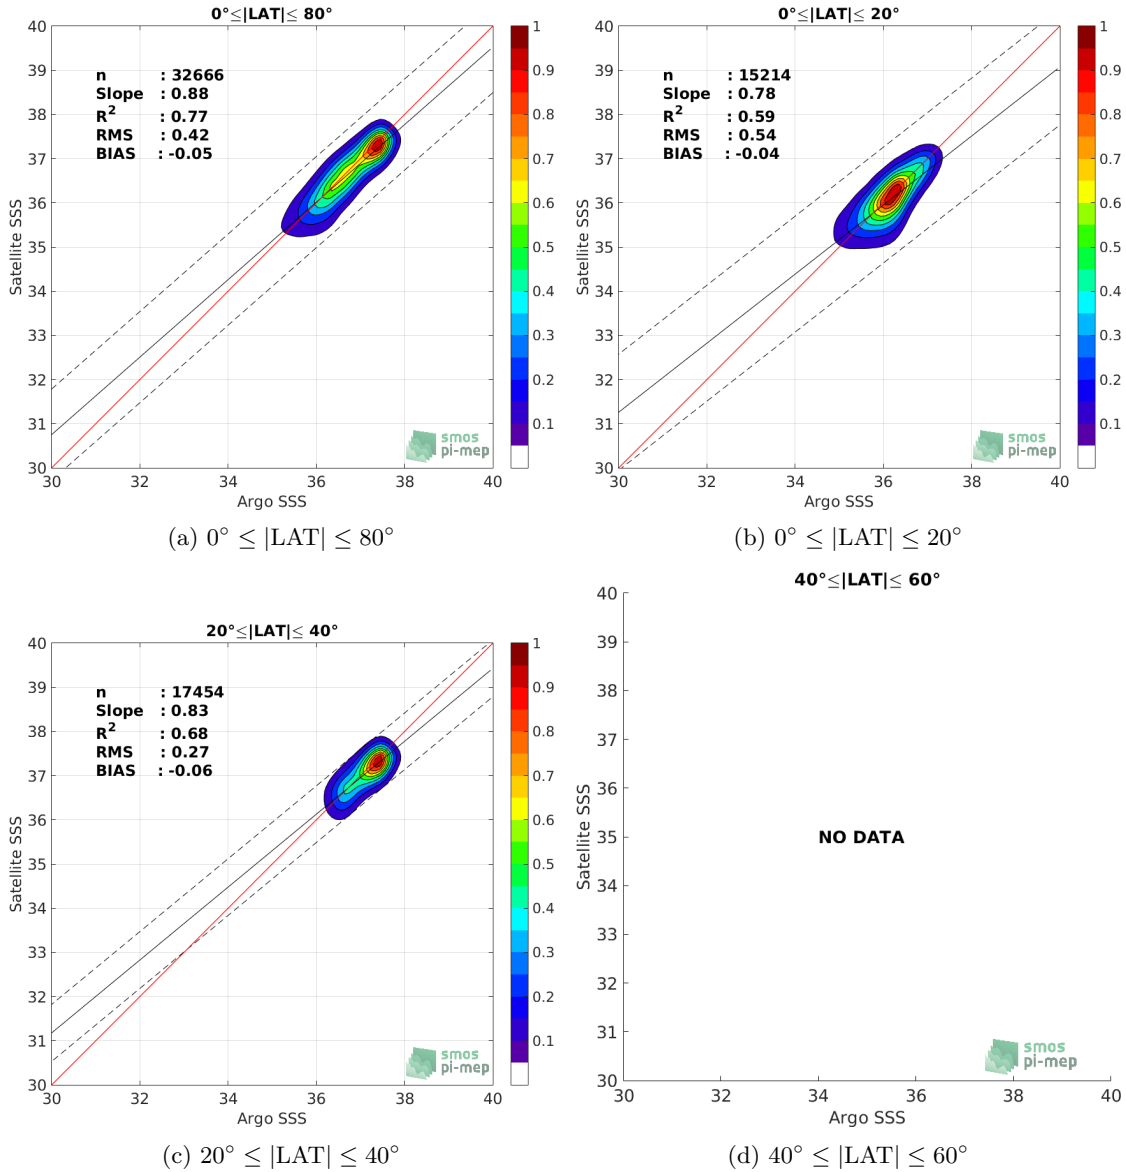 0°≤|LAT|≤ 80°
40
39
38
37
36
35
34
33
32
31
30
Satellite SSS
n : 32666
Slope : 0.88
R² : 0.77
RMS : 0.42
BIAS : -0.05
smos
pi-mep
30 32 34 36 38 40
Argo SSS
1
0.9
0.8
0.7
0.6
0.5
0.4
0.3
0.2
0.1
(a) 0° ≤ |LAT| ≤ 80°
0°≤|LAT|≤ 20°
40
39
38
37
36
35
34
33
32
31
30
Satellite SSS
n : 15214
Slope : 0.78
R² : 0.59
RMS : 0.54
BIAS : -0.04
smos
pi-mep
30 32 34 36 38 40
Argo SSS
1
0.9
0.8
0.7
0.6
0.5
0.4
0.3
0.2
0.1
(b) 0° ≤ |LAT| ≤ 20°
20°≤|LAT|≤ 40°
40
39
38
37
36
35
34
33
32
31
30
Satellite SSS
n : 17454
Slope : 0.83
R² : 0.68
RMS : 0.27
BIAS : -0.06
smos
pi-mep
30 32 34 36 38 40
Argo SSS
1
0.9
0.8
0.7
0.6
0.5
0.4
0.3
0.2
0.1
(c) 20° ≤ |LAT| ≤ 40°
40°≤|LAT|≤ 60°
40
39
38
37
36
35
34
33
32
31
30
Satellite SSS
NO DATA
smos
pi-mep
30 32 34 36 38 40
Argo SSS
(d) 40° ≤ |LAT| ≤ 60°